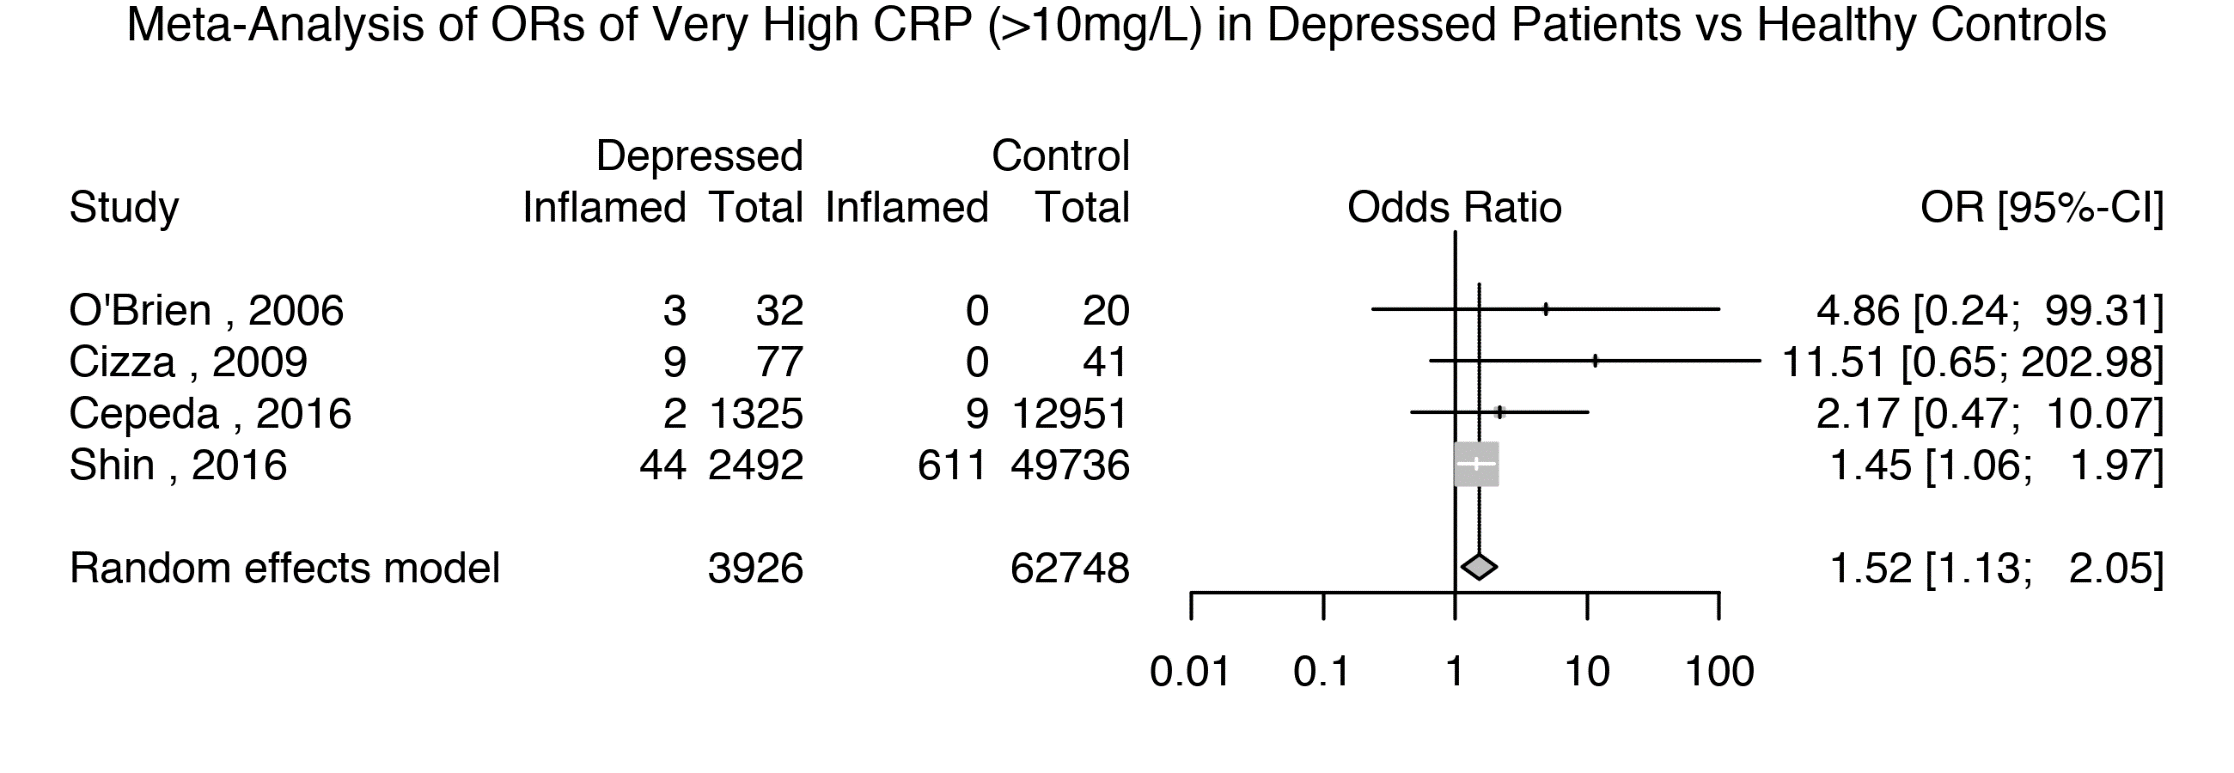 Meta-Analysis of ORs of Very High CRP (>10mg/L) in Depressed Patients vs Healthy Controls
Depressed Control
Study Inflamed Total Inflamed Total Odds Ratio OR [95%-CI]
O'Brien , 2006 3 32 0 20 4.86 [0.24; 99.31]
Cizza , 2009 9 77 0 41 11.51 [0.65; 202.98]
Cepeda , 2016 2 1325 9 12951 2.17 [0.47; 10.07]
Shin , 2016 44 2492 611 49736 1.45 [1.06; 1.97]
Random effects model 3926 62748 1.52 [1.13; 2.05]
0.01 0.1 1 10 100